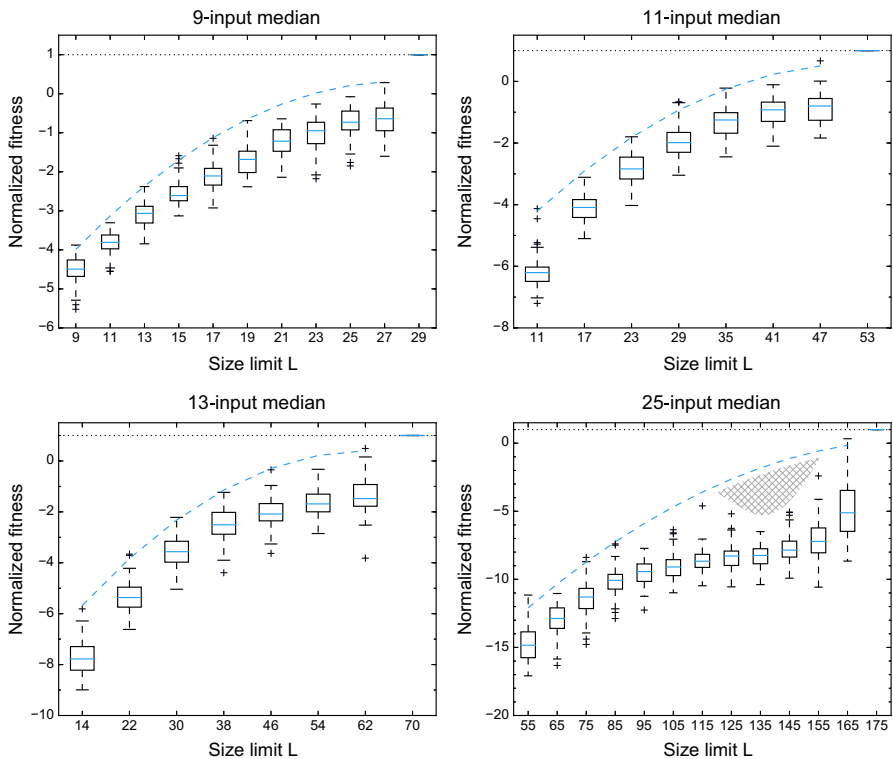 9-input median
Normalized fitness
1
0
−1
−2
−3
−4
−5
−6
9 11 13 15 17 19 21 23 25 27 29
Size limit L
11-input median
Normalized fitness
0
−2
−4
−6
−8
11 17 23 29 35 41 47 53
Size limit L
13-input median
Normalized fitness
0
−2
−4
−6
−8
−10
14 22 30 38 46 54 62 70
Size limit L
25-input median
Normalized fitness
0
−5
−10
−15
−20
55 65 75 85 95 105 115 125 135 145 155 165 175
Size limit L